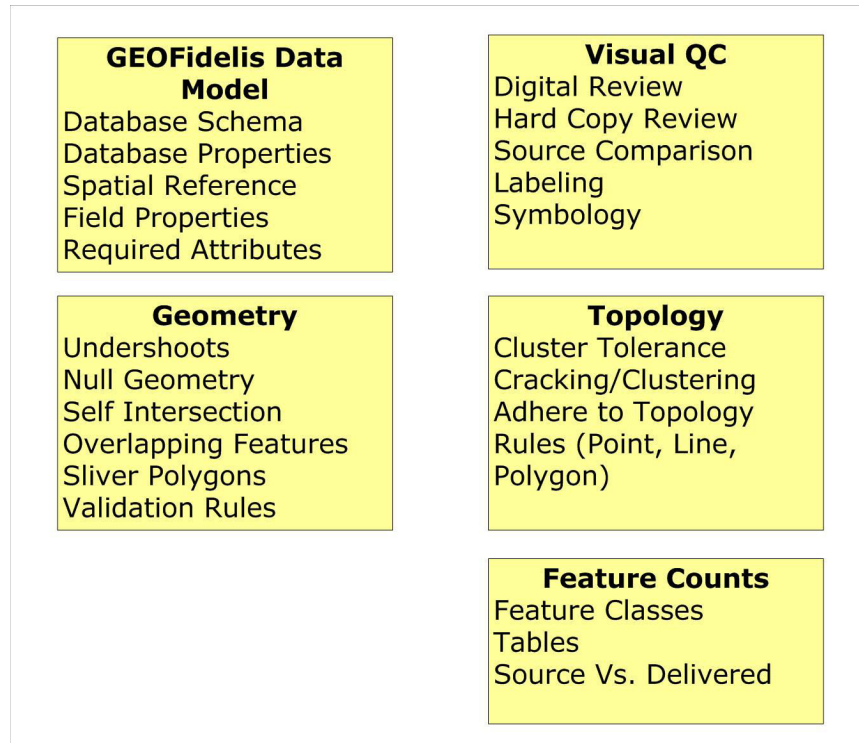 GEOFidelis Data
Model
Database Schema
Database Properties
Spatial Reference
Field Properties
Required Attributes
Visual QC
Digital Review
Hard Copy Review
Source Comparison
Labeling
Symbology
Geometry
Undershoots
Null Geometry
Self Intersection
Overlapping Features
Sliver Polygons
Validation Rules
Topology
Cluster Tolerance
Cracking/Clustering
Adhere to Topology
Rules (Point, Line,
Polygon)
Feature Counts
Feature Classes
Tables
Source Vs. Delivered